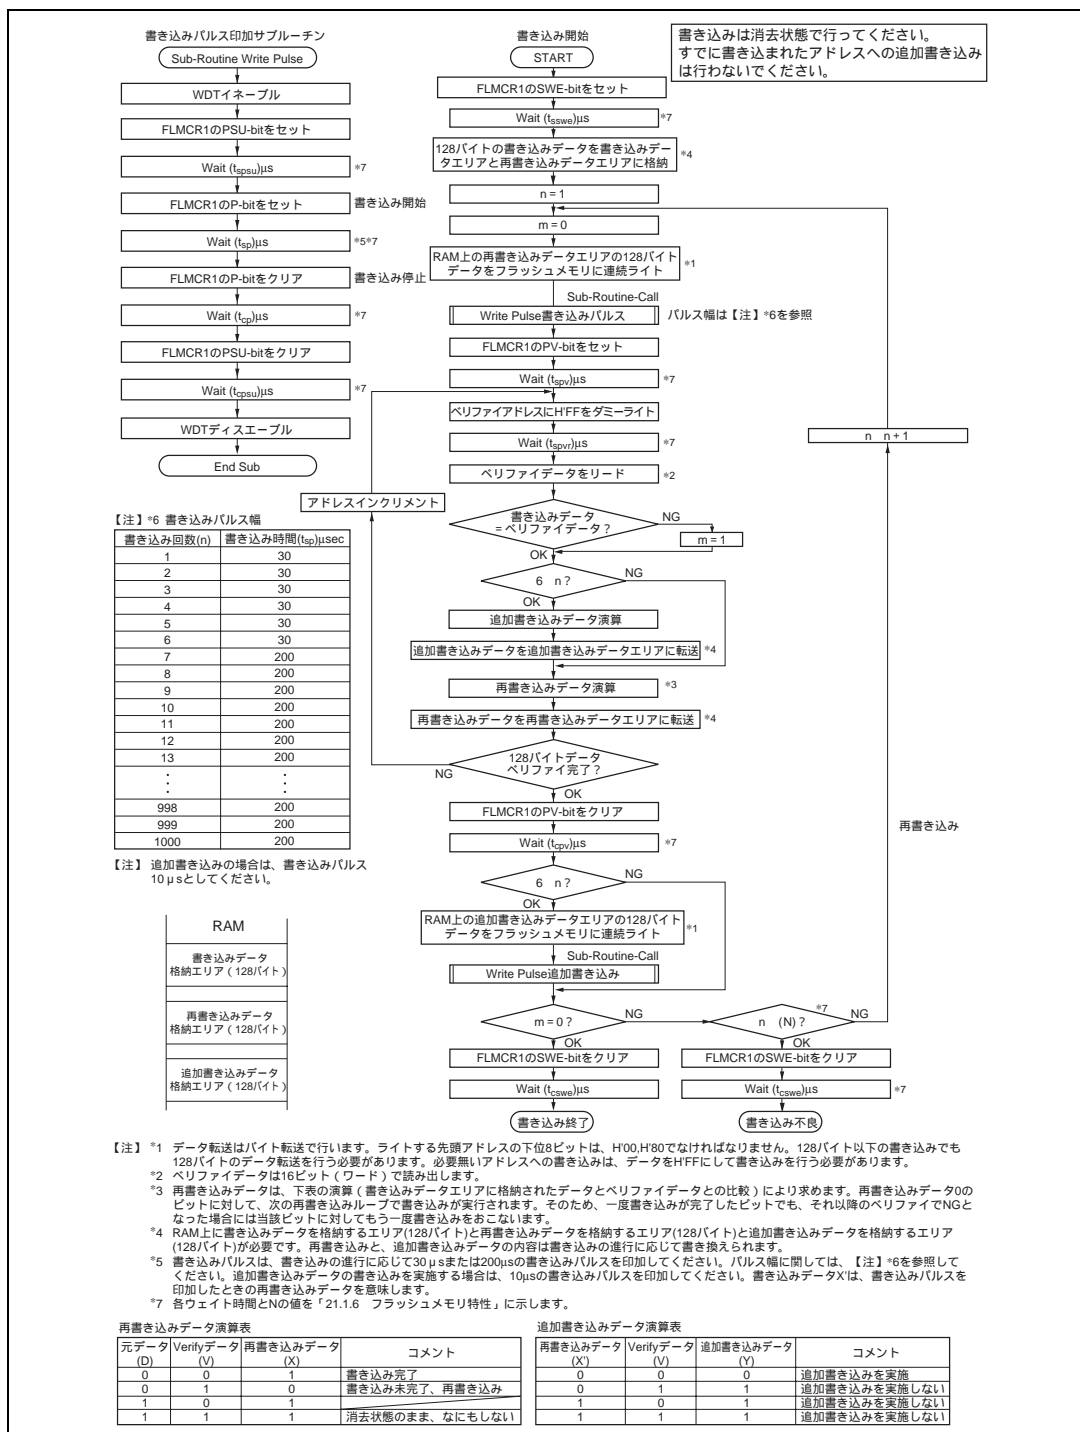 書き込みパルス印加サブルーチン
Sub-Routine Write Pulse
WDTイネーブル
FLMCR1のPSU-bitをセット
Wait (tspsu)μs
*7
FLMCR1のP-bitをセット
書き込み開始
Wait (tsp)μs
*5*7
FLMCR1のP-bitをクリア
書き込み停止
Wait (tcp)μs
*7
FLMCR1のPSU-bitをクリア
Wait (tcpsu)μs
*7
WDTディスエーブル
End Sub
【注】*6 書き込みパルス幅
書き込み回数(n) 書き込み時間(tsp)μsec
1 30
2 30
3 30
4 30
5 30
6 30
7 200
8 200
9 200
10 200
11 200
12 200
13 200
998 200
999 200
1000 200
【注】 追加書き込みの場合は、書き込みパルス
10μsとしてください。
RAM
書き込みデータ
格納エリア(128バイト)
再書き込みデータ
格納エリア(128バイト)
追加書き込みデータ
格納エリア(128バイト)
書き込み開始
START
FLMCR1のSWE-bitをセット
Wait (tsswe)μs
*7
128バイトの書き込みデータを書き込みデー
タエリアと再書き込みデータエリアに格納
*4
n = 1
m = 0
RAM上の再書き込みデータエリアの128バイト
データをフラッシュメモリに連続ライト
*1
Sub-Routine-Call
Write Pulse書き込みパルス
パルス幅は【注】*6を参照
FLMCR1のPV-bitをセット
Wait (tspv)μs
*7
ベリファイアドレスにH'FFをダミーライト
Wait (tspvr)μs
*7
ベリファイデータをリード
*2
アドレスインクリメント
書き込みデータ
= ベリファイデータ?
NG
m = 1
OK
6 n ?
NG
OK
追加書き込みデータ演算
追加書き込みデータを追加書き込みデータエリアに転送
*4
再書き込みデータ演算
*3
再書き込みデータを再書き込みデータエリアに転送
*4
128バイトデータ
ベリファイ完了?
NG
OK
FLMCR1のPV-bitをクリア
Wait (tcpv)μs
*7
6 n ?
NG
OK
RAM上の追加書き込みデータエリアの128バイト
データをフラッシュメモリに連続ライト
*1
Sub-Routine-Call
Write Pulse追加書き込み
m = 0 ?
NG
OK
FLMCR1のSWE-bitをクリア
Wait (tcswe)μs
書き込み終了
n (N) ?
*7
NG
OK
FLMCR1のSWE-bitをクリア
Wait (tcswe)μs
*7
書き込み不良
n n + 1
再書き込み
書き込みは消去状態で行ってください。
すでに書き込まれたアドレスへの追加書き込み
は行わないでください。
【注】 *1 データ転送はバイト転送で行います。ライトする先頭アドレスの下位8ビットは、H'00,H'80でなければなりません。128バイト以下の書き込みでも
128バイトのデータ転送を行う必要があります。必要無いアドレスへの書き込みは、データをH'FFにして書き込みを行う必要があります。
*2 ベリファイデータは16ビット(ワード)で読み出します。
*3 再書き込みデータは、下表の演算(書き込みデータエリアに格納されたデータとベリファイデータとの比較)により求めます。再書き込みデータ0の
ビットに対して、次の再書き込みループで書き込みが実行されます。そのため、一度書き込みが完了したビットでも、それ以降のベリファイでNGと
なった場合には当該ビットに対してもう一度書き込みをおこないます。
*4 RAM上に書き込みデータを格納するエリア(128バイト)と再書き込みデータを格納するエリア(128バイト)と追加書き込みデータを格納するエリア
(128バイト)が必要です。再書き込みと、追加書き込みデータの内容は書き込みの進行に応じて書き換えられます。
*5 書き込みパルスは、書き込みの進行に応じて30μsまたは200μsの書き込みパルスを印加してください。パルス幅に関しては、【注】*6を参照して
ください。追加書き込みデータの書き込みを実施する場合は、10μsの書き込みパルスを印加してください。書き込みデータX'は、書き込みパルスを
印加したときの再書き込みデータを意味します。
*7 各ウェイト時間とNの値を「21.1.6 フラッシュメモリ特性」に示します。
再書き込みデータ演算表
元データ(D) Verifyデータ(V) 再書き込みデータ(X) コメント
0 0 1 書き込み完了
0 1 0 書き込み未完了、再書き込み
1 0 1
1 1 1 消去状態のまま、なにもしない
追加書き込みデータ演算表
再書き込みデータ(X') Verifyデータ(V) 追加書き込みデータ(Y) コメント
0 0 0 追加書き込みを実施
0 1 1 追加書き込みを実施しない
1 0 1 追加書き込みを実施しない
1 1 1 追加書き込みを実施しない